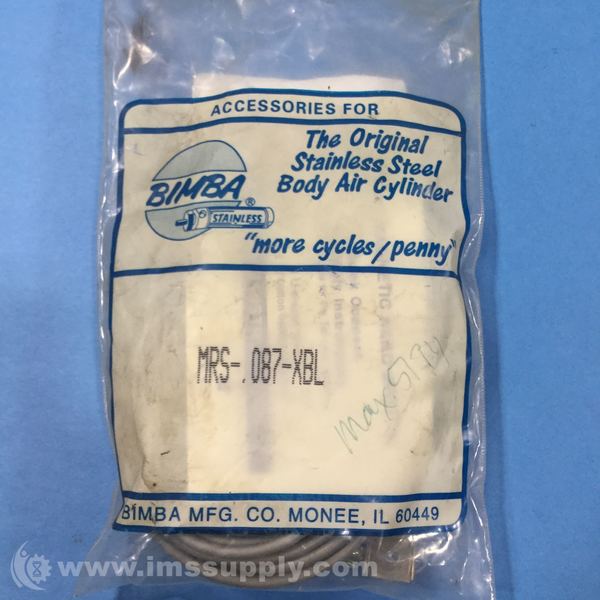 ACCESSORIES FOR
The Original
Stainless Steel
Body Air Cylinder
BIMBA
®
STAINLESS
"more cycles/penny"
MRS-.087-XBL
BIMBA MFG. CO. MONEE, IL 60449
www.imssupply.com